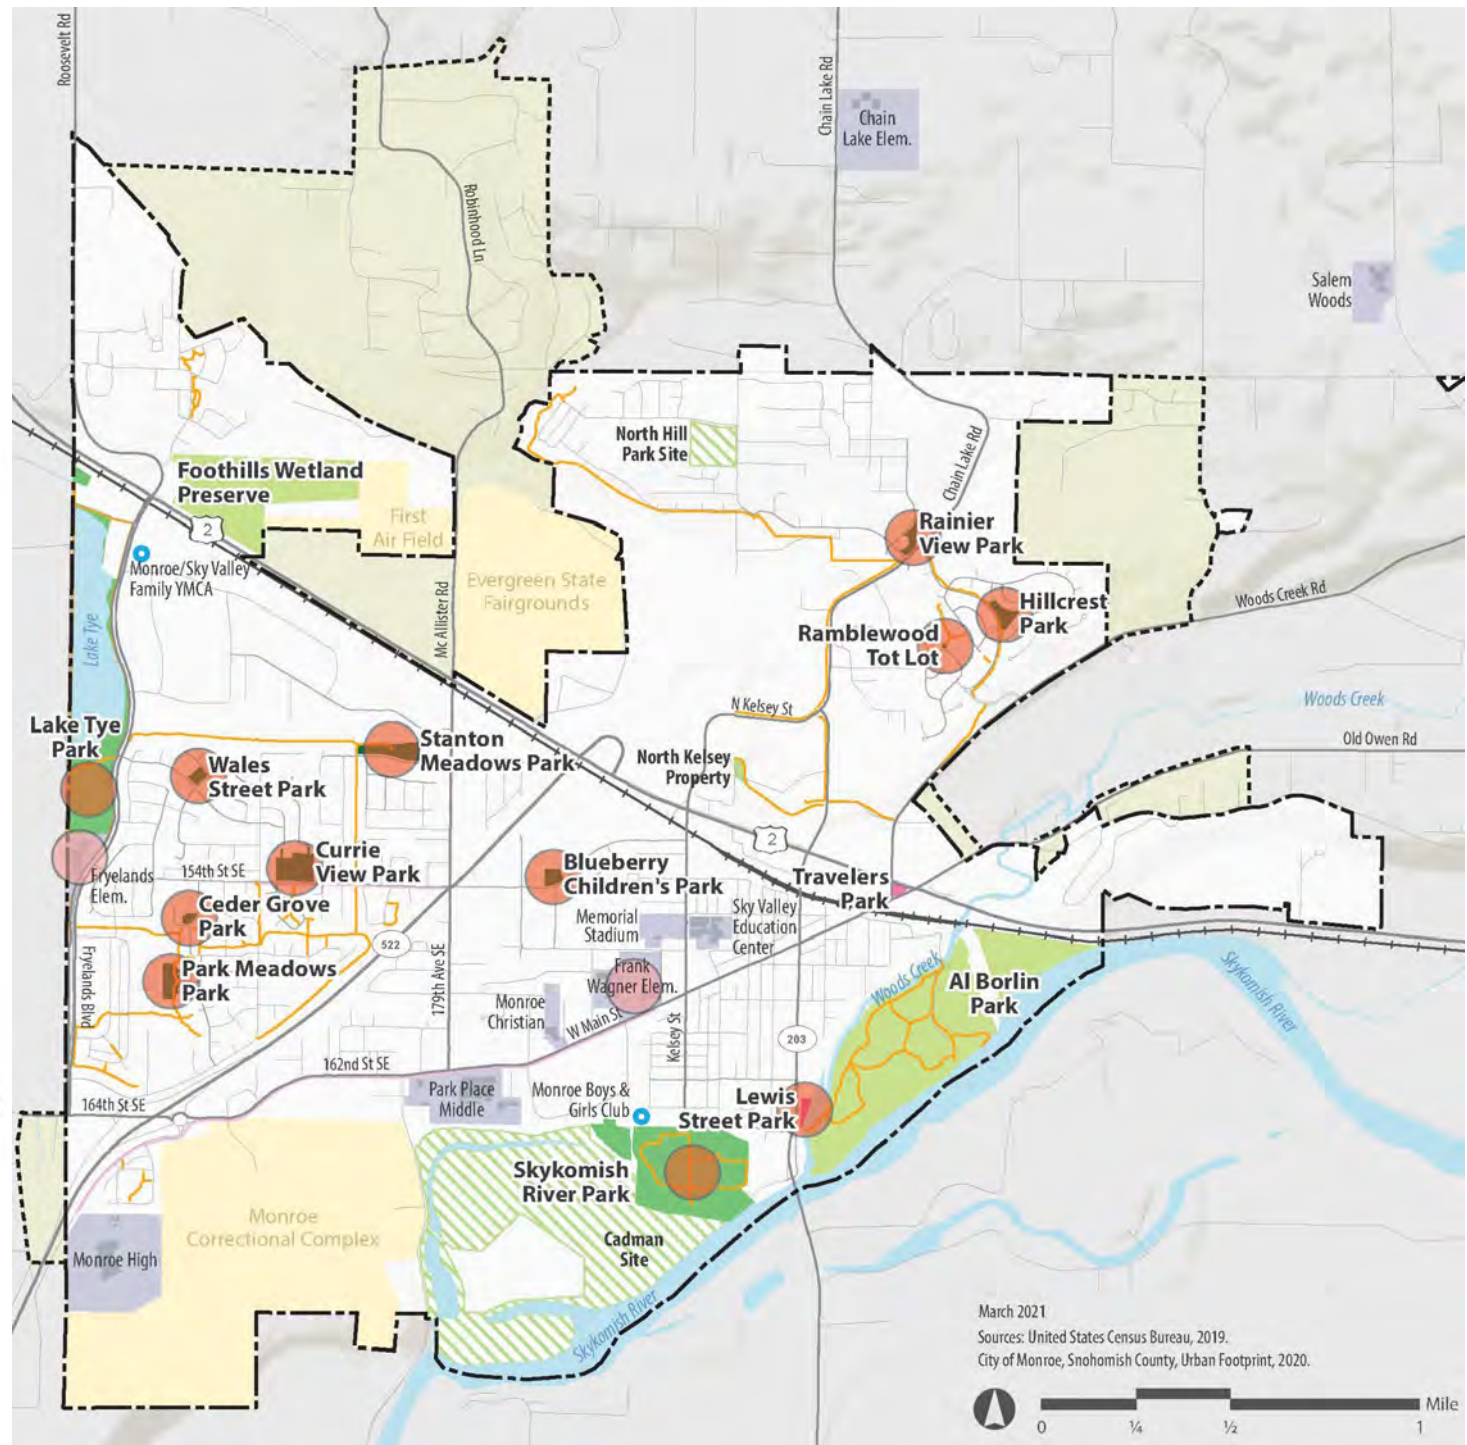 Roosevelt Rd
Chain Lake Rd
Chain
Lake Elem.
Robinhood Ln
Salem
Woods
North Hill
Park Site
Chain Lake Rd
Foothills Wetland
Preserve
2
First
Air Field
Rainier
View Park
Monroe/Sky Valley
Family YMCA
Evergreen State
Fairgrounds
Mc Allister Rd
Woods Creek Rd
Hillcrest
Park
Ramblewood
Tot Lot
Lake Tye
N Kelsey St
Woods Creek
Old Owen Rd
Lake Tye
Park
Stanton
Meadows Park
North Kelsey
Property
Wales
Street Park
2
Currie
View Park
154th St SE
Fryelands
Elem.
Blueberry
Children's Park
Travelers
Park
Ceder Grove
Park
Memorial
Stadium
Sky Valley
Education
Center
522
Fryelands Blvd
Park Meadows
Park
179th Ave SE
Frank
Wagner Elem.
Woods Creek
Al Borlin
Park
Skykomish River
Monroe
Christian
W Main St
Kelsey St
203
162nd St SE
Park Place
Middle
Monroe Boys &
Girls Club
Lewis
Street Park
164th St SE
Skykomish
River Park
Monroe
Correctional Complex
Cadman
Site
Monroe High
Skykomish River
March 2021
Sources: United States Census Bureau, 2019.
City of Monroe, Snohomish County, Urban Footprint, 2020.
Mile
0 ¼ ½ 1